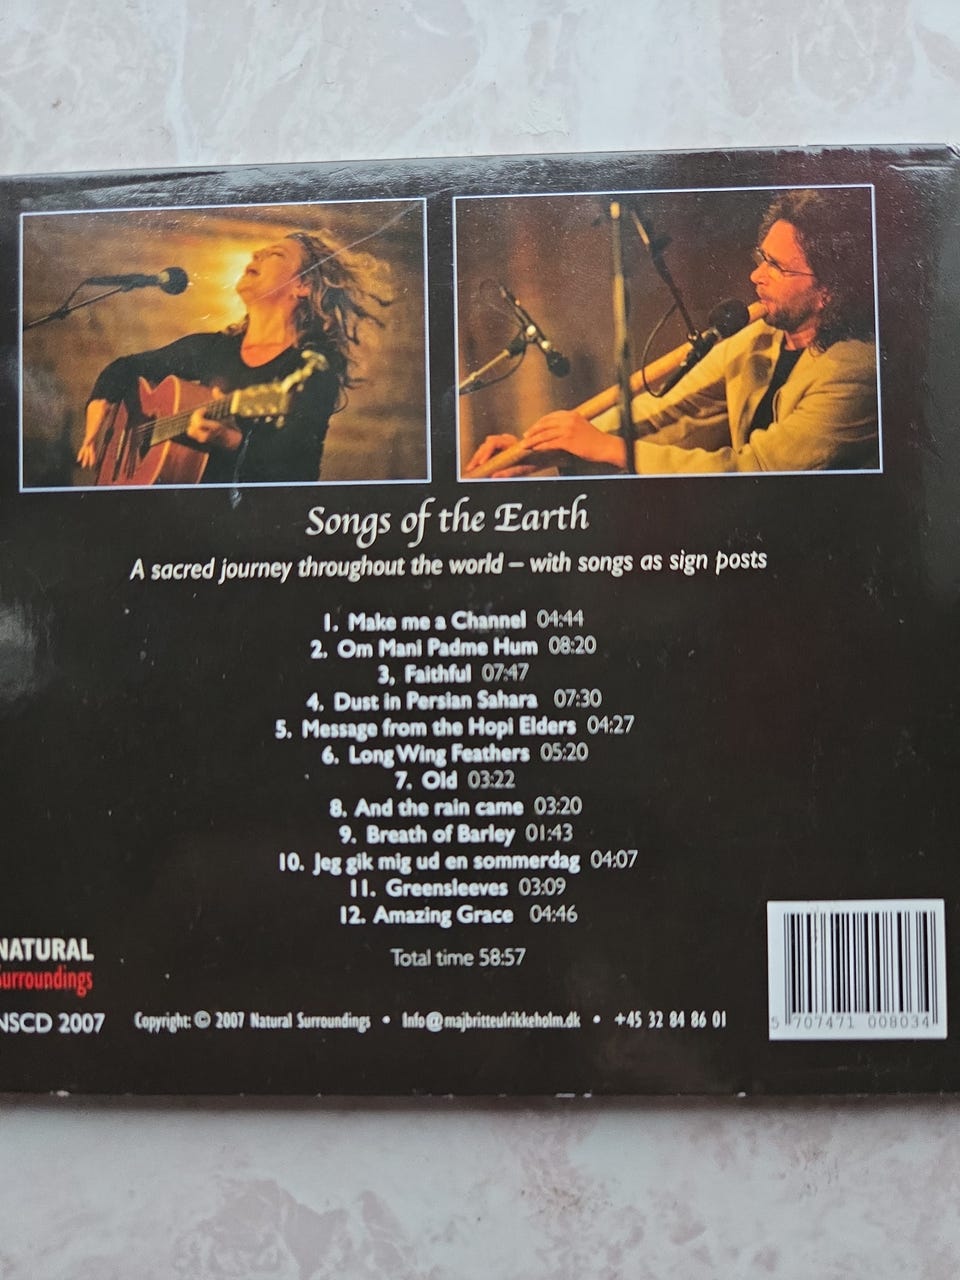 Songs of the Earth
A sacred journey throughout the world – with songs as sign posts
1. Make me a Channel 04:44
2. Om Mani Padme Hum 08:20
3, Faithful 07:47
4. Dust in Persian Sahara 07:30
5. Message from the Hopi Elders 04:27
6. Long Wing Feathers 05:20
7. Old 03:22
8. And the rain came 03:20
9. Breath of Barley 01:43
10. Jeg gik mig ud en sommerdag 04:07
11. Greensleeves 03:09
12. Amazing Grace 04:46
Total time 58:57
NATURAL
Surroundings
NSCD 2007
Copyright: © 2007 Natural Surroundings • Info@majbritteulrikkeholm.dk • +45 32 84 86 01
5 707471 008034